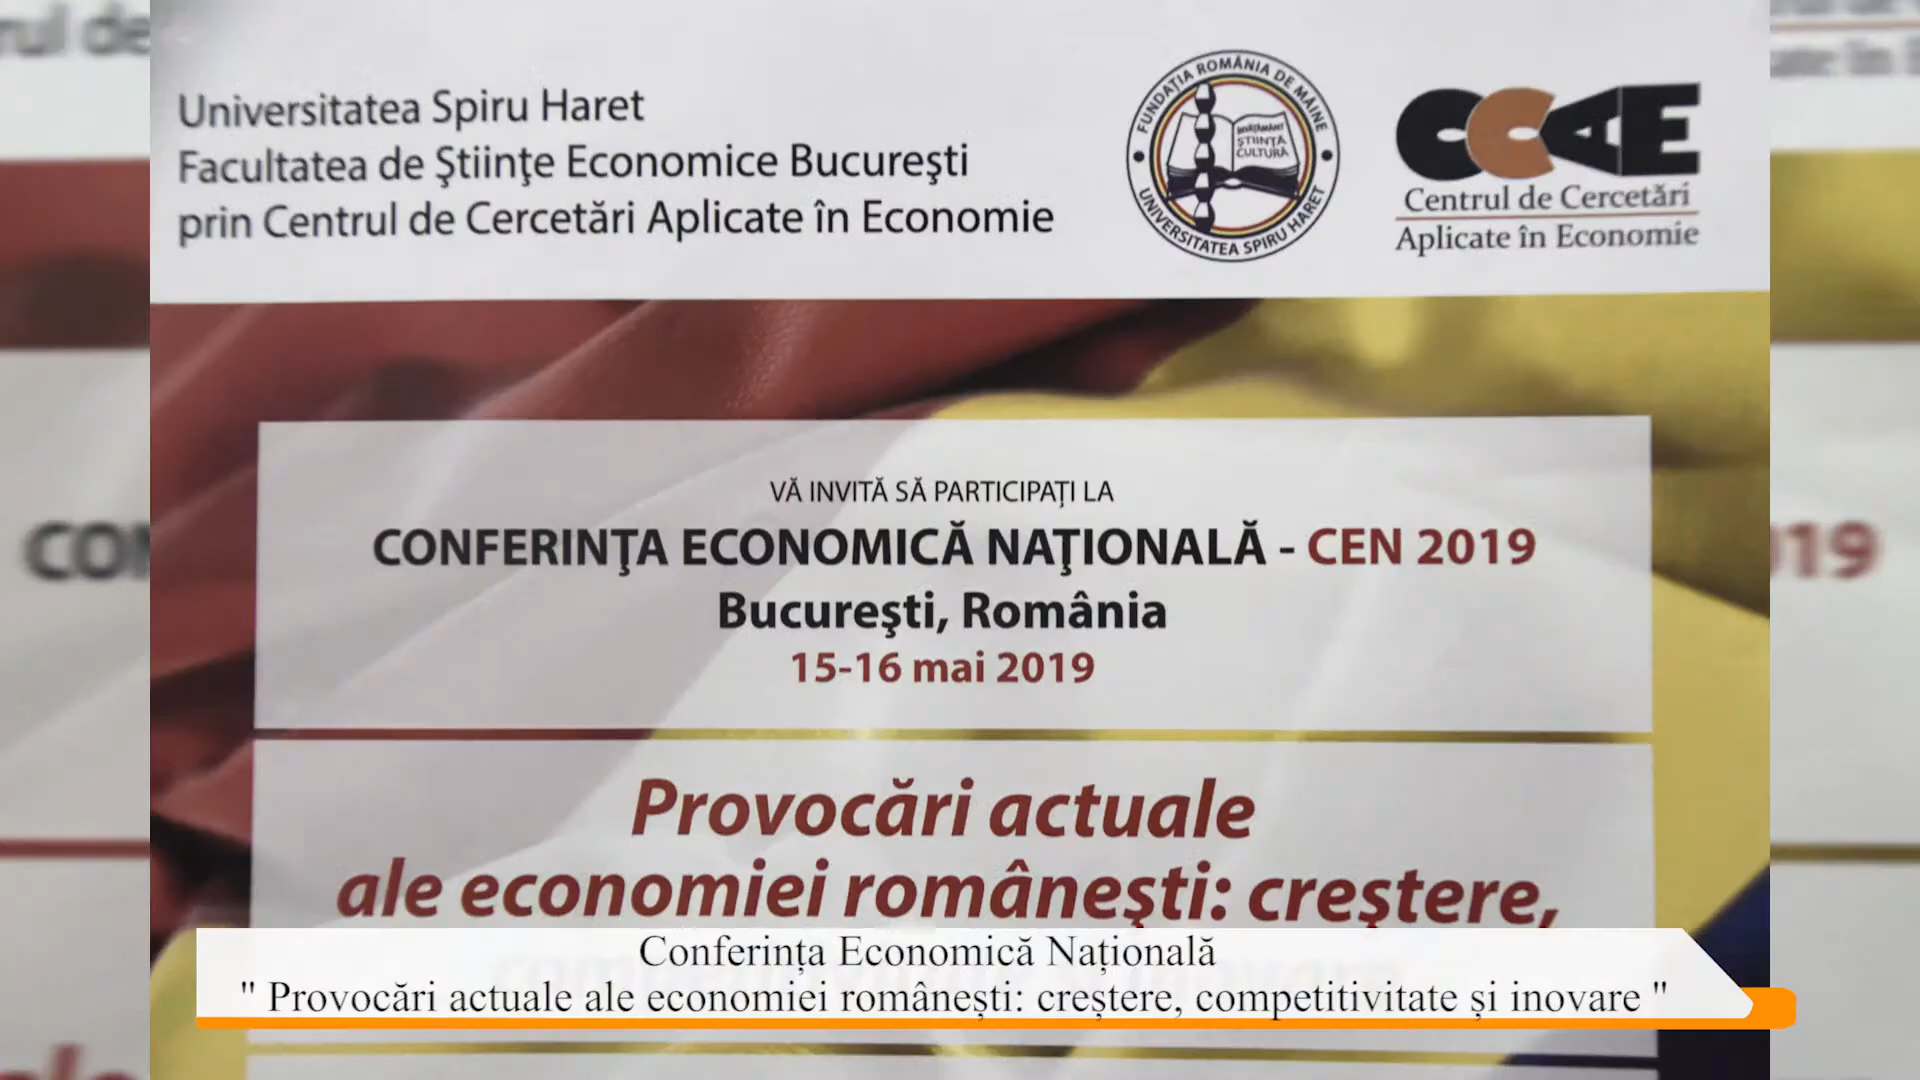 Universitatea Spiru Haret
Facultatea de Ştiinţe Economice Bucureşti
prin Centrul de Cercetări Aplicate în Economie
FUNDAŢIA ROMÂNIA DE MÂINE
UNIVERSITATEA SPIRU HARET
ÎNVĂŢĂMÂNT
ŞTIINŢĂ
CULTURĂ
CCAE
Centrul de Cercetări
Aplicate în Economie
VĂ INVITĂ SĂ PARTICIPAŢI LA
CONFERINŢA ECONOMICĂ NAŢIONALĂ - CEN 2019
Bucureşti, România
15-16 mai 2019
Provocări actuale
ale economiei româneşti: creştere,
Conferința Economică Națională
" Provocări actuale ale economiei românești: creștere, competitivitate și inovare "